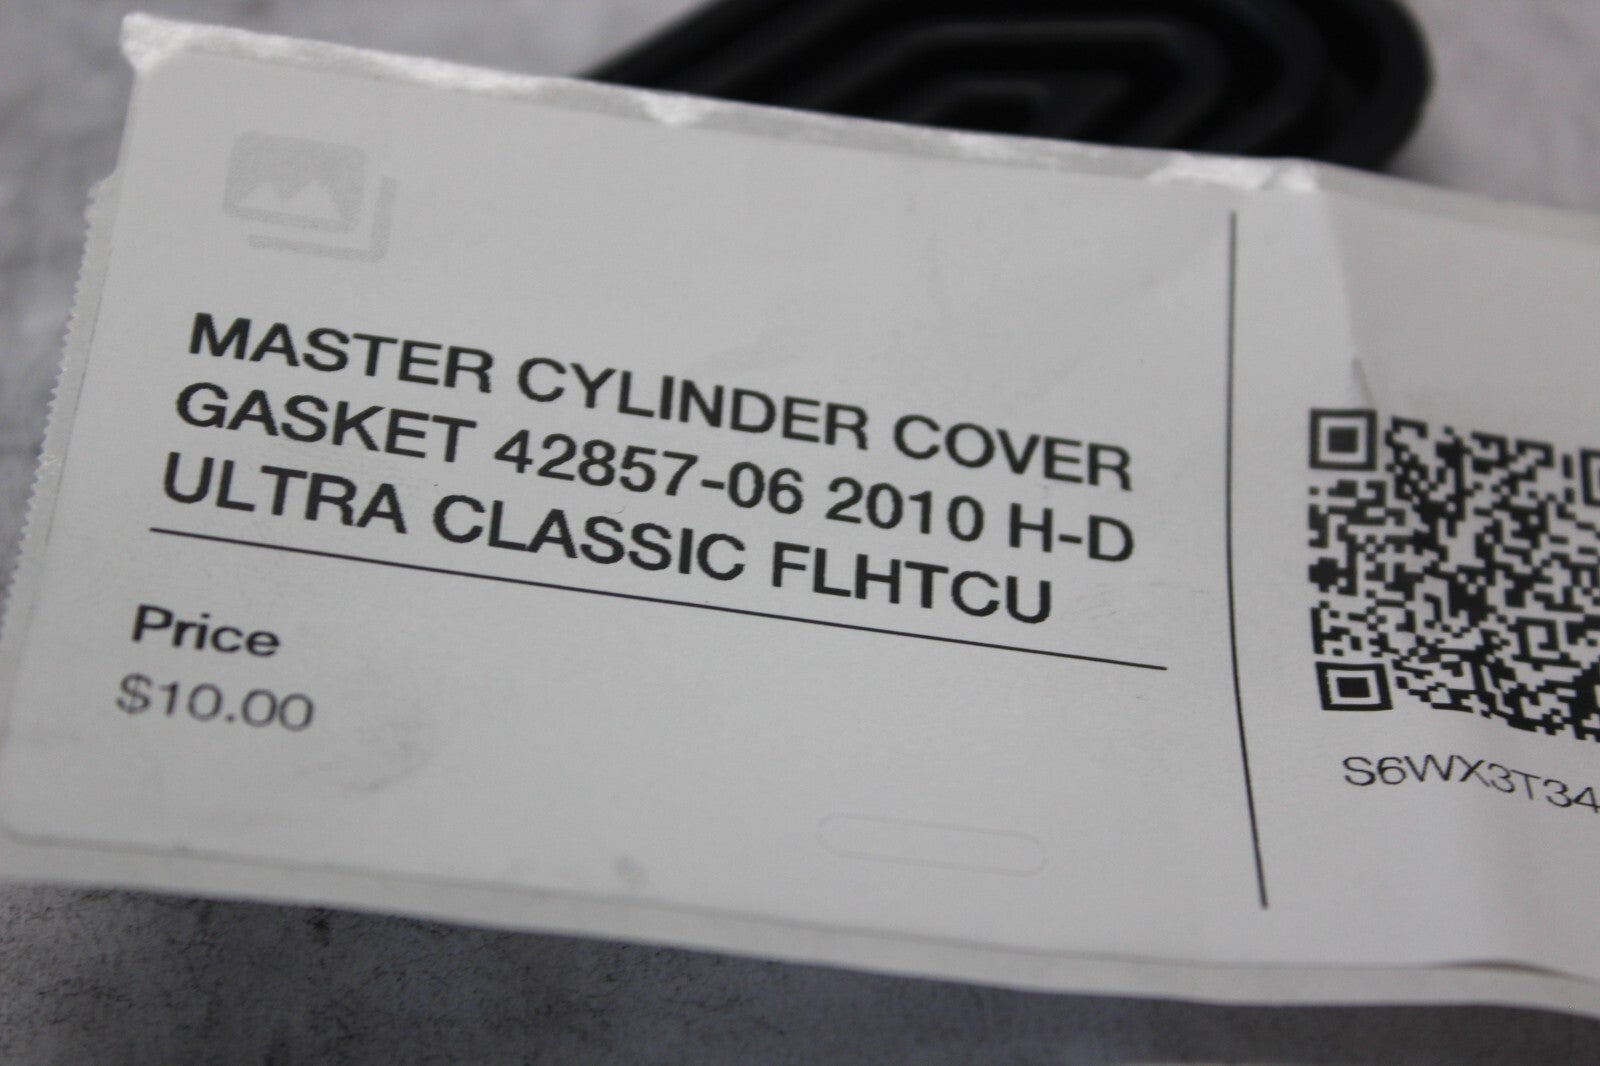 MASTER CYLINDER COVER
GASKET 42857-06 2010 H-D
ULTRA CLASSIC FLHTCU
Price
$10.00
S6WX3T34